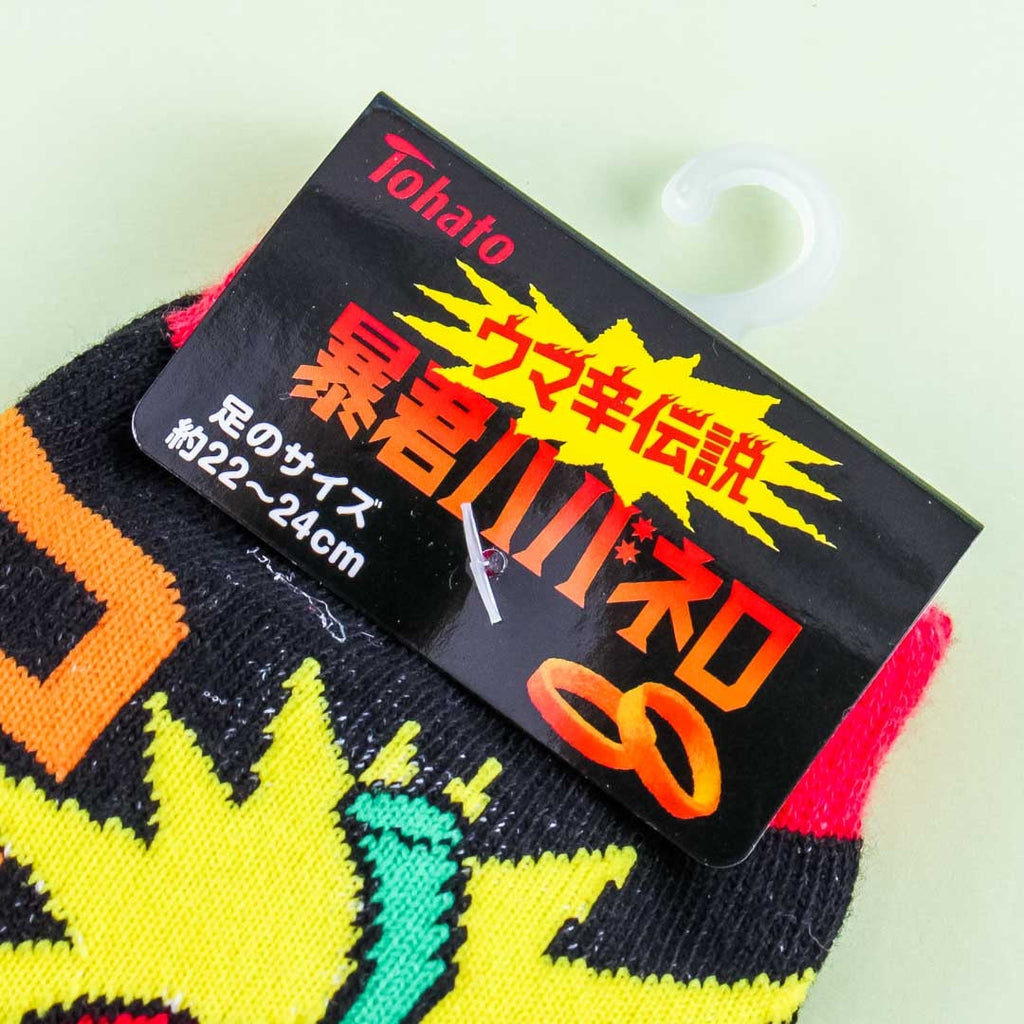 Tohato
ウマ辛伝説
暴君ハバネロ
足のサイズ
約22～24cm